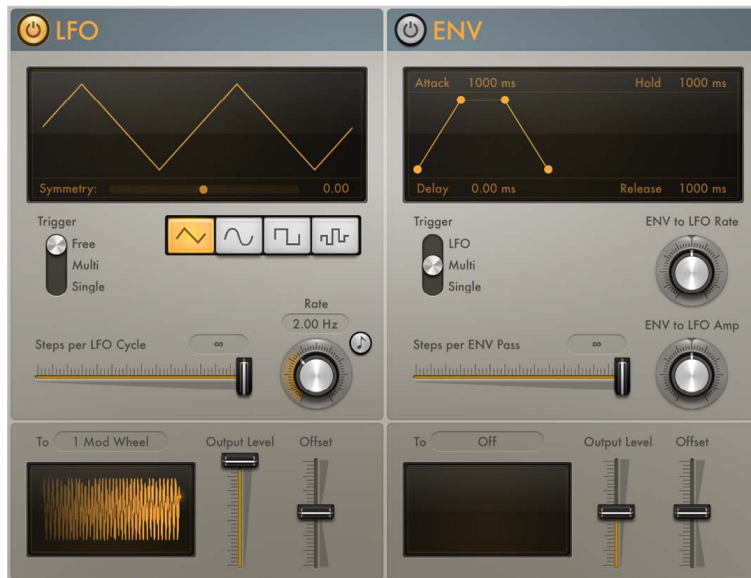 LFO
Symmetry: 0.00
Trigger
Free
Multi
Single
Rate
2.00 Hz
Steps per LFO Cycle ∞
To 1 Mod Wheel Output Level Offset
ENV
Attack 1000 ms Hold 1000 ms
Delay 0.00 ms Release 1000 ms
Trigger ENV to LFO Rate
LFO
Multi
Single
ENV to LFO Amp
Steps per ENV Pass ∞
To Off Output Level Offset